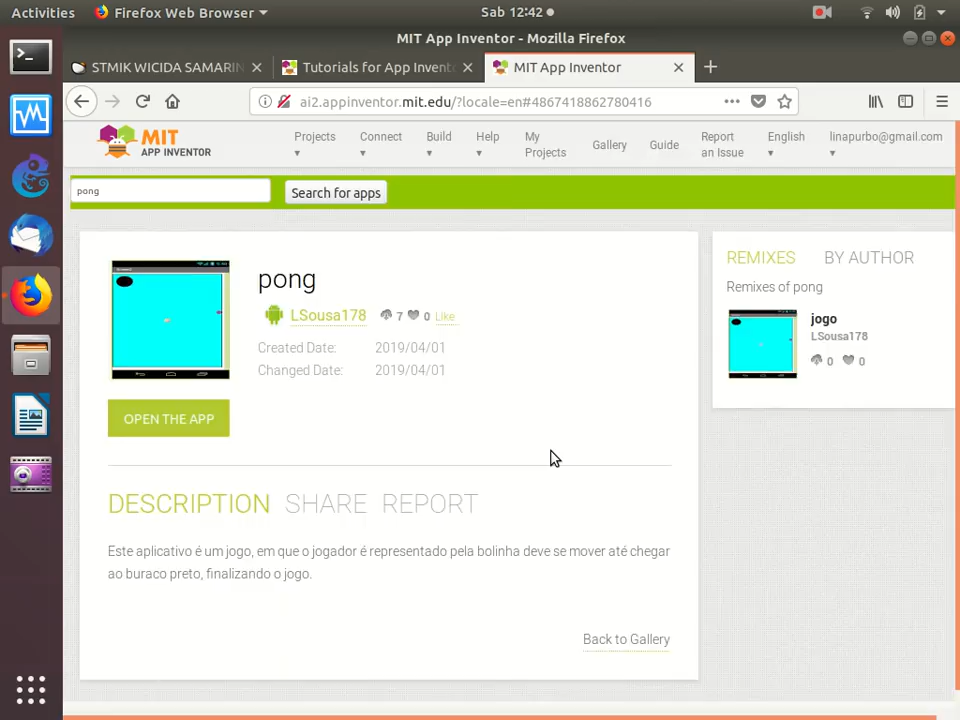 Activities Firefox Web Browser Sab 12:42
MIT App Inventor - Mozilla Firefox
STMIK WICIDA SAMARIN Tutorials for App Invento MIT App Inventor
ai2.appinventor.mit.edu/?locale=en#4867418862780416
MIT APP INVENTOR
Projects Connect Build Help My Projects Gallery Guide Report an Issue English linapurbo@gmail.com
pong Search for apps
pong
LSousa178 7 0 Like
Created Date: 2019/04/01
Changed Date: 2019/04/01
OPEN THE APP
DESCRIPTION SHARE REPORT
Este aplicativo é um jogo, em que o jogador é representado pela bolinha deve se mover até chegar
ao buraco preto, finalizando o jogo.
Back to Gallery
REMIXES BY AUTHOR
Remixes of pong
jogo
LSousa178
0 0